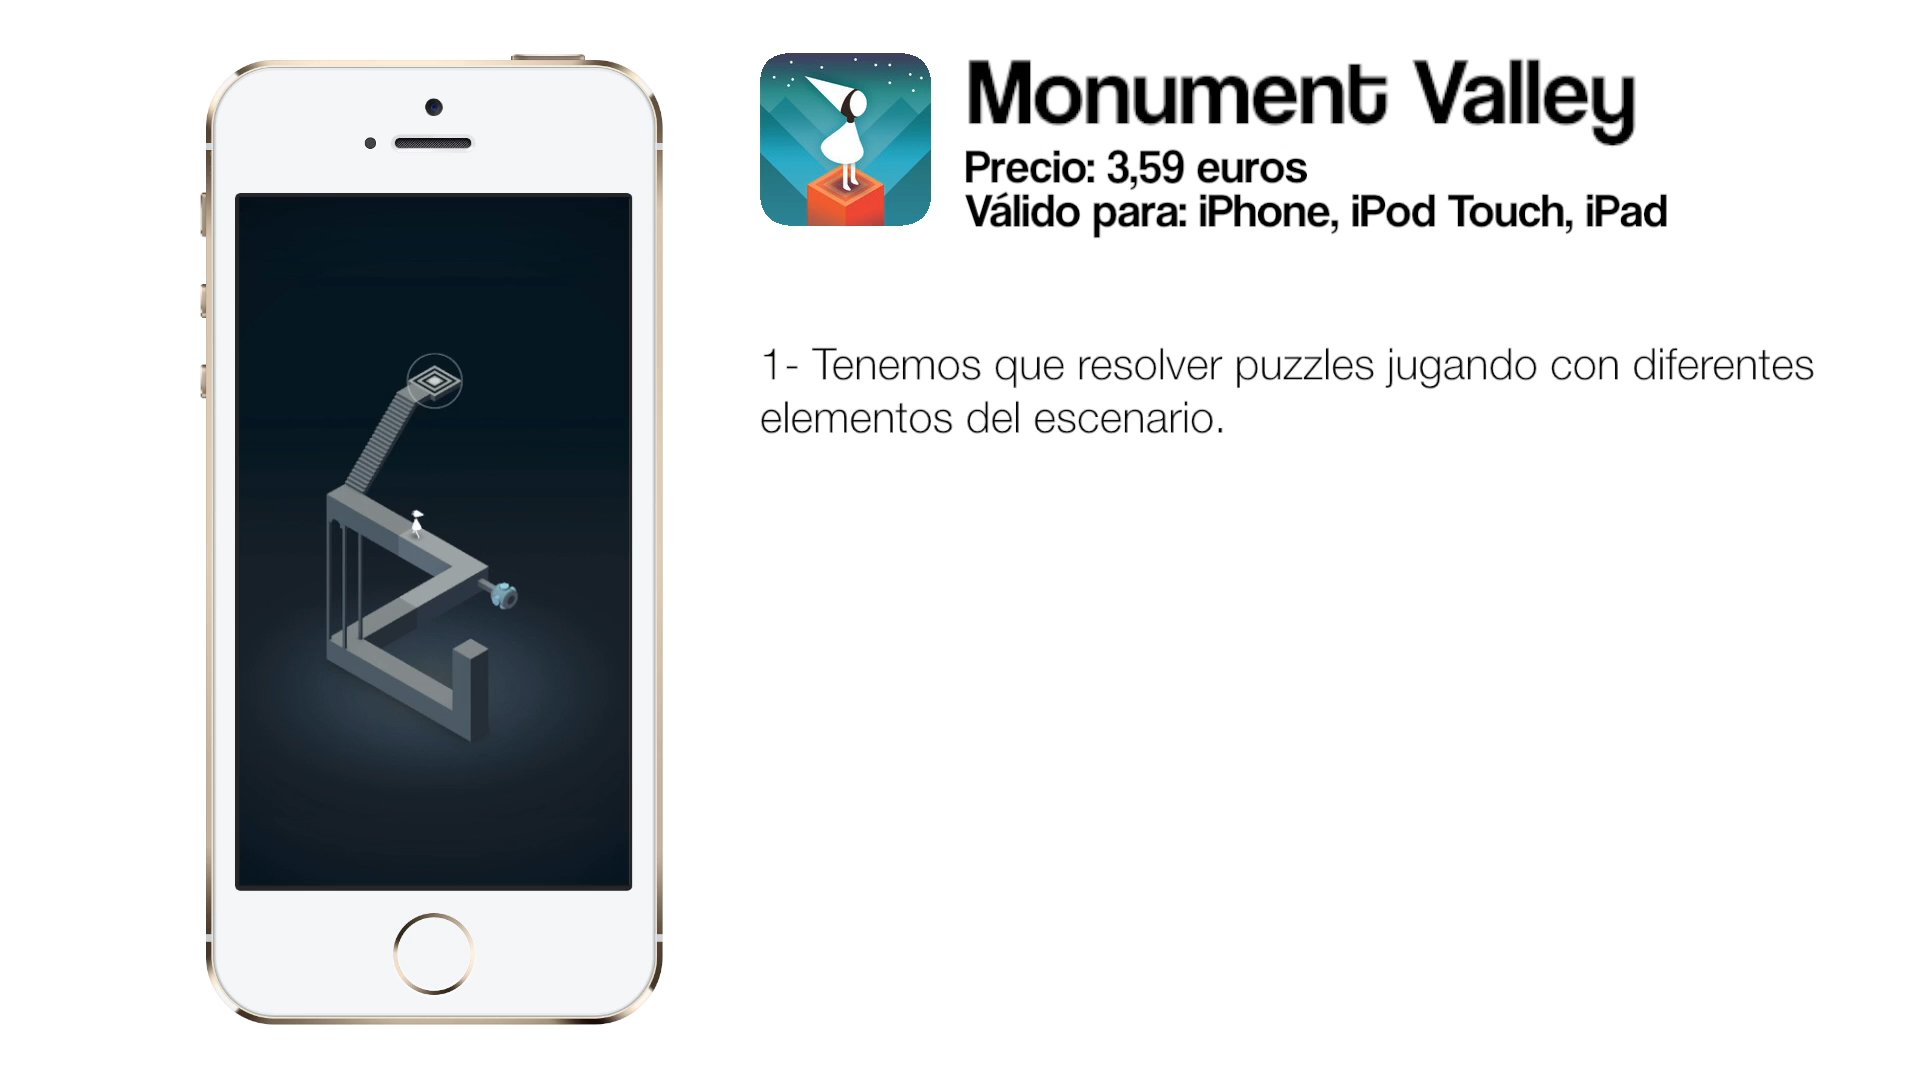 Monument Valley
Precio: 3,59 euros
Válido para: iPhone, iPod Touch, iPad
1- Tenemos que resolver puzzles jugando con diferentes
elementos del escenario.